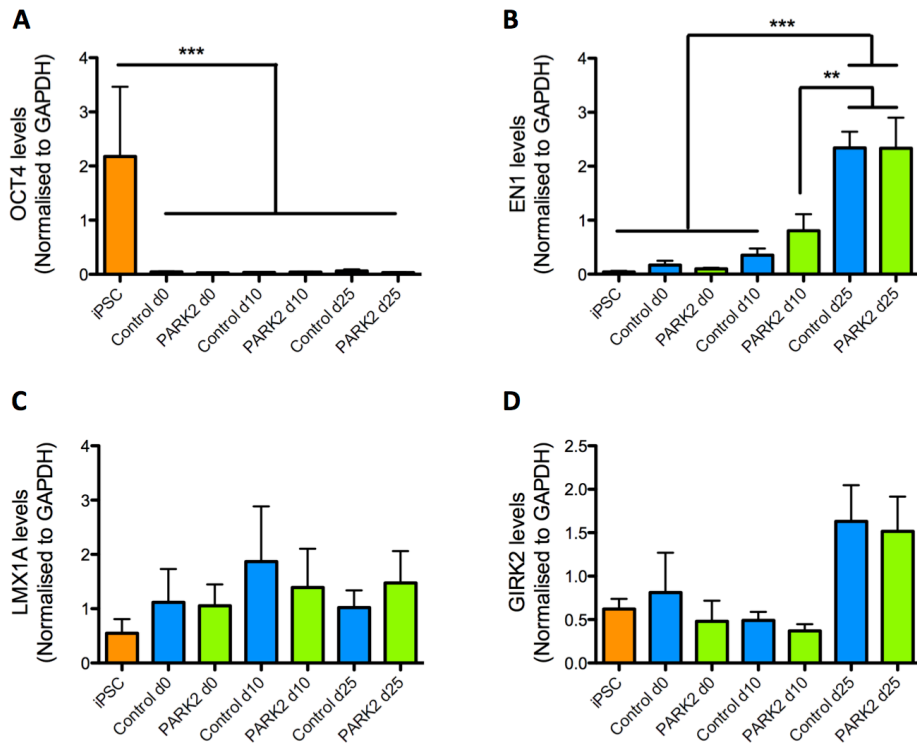 A
OCT4 levels
(Normalised to GAPDH)
4
3
2
1
0
***
iPSC
Control d0
PARK2 d0
Control d10
PARK2 d10
Control d25
PARK2 d25
B
EN1 levels
(Normalised to GAPDH)
4
3
2
1
0
***
**
iPSC
Control d0
PARK2 d0
Control d10
PARK2 d10
Control d25
PARK2 d25
C
LMX1A levels
(Normalised to GAPDH)
4
3
2
1
0
iPSC
Control d0
PARK2 d0
Control d10
PARK2 d10
Control d25
PARK2 d25
D
GIRK2 levels
(Normalised to GAPDH)
2.5
2.0
1.5
1.0
0.5
0.0
iPSC
Control d0
PARK2 d0
Control d10
PARK2 d10
Control d25
PARK2 d25